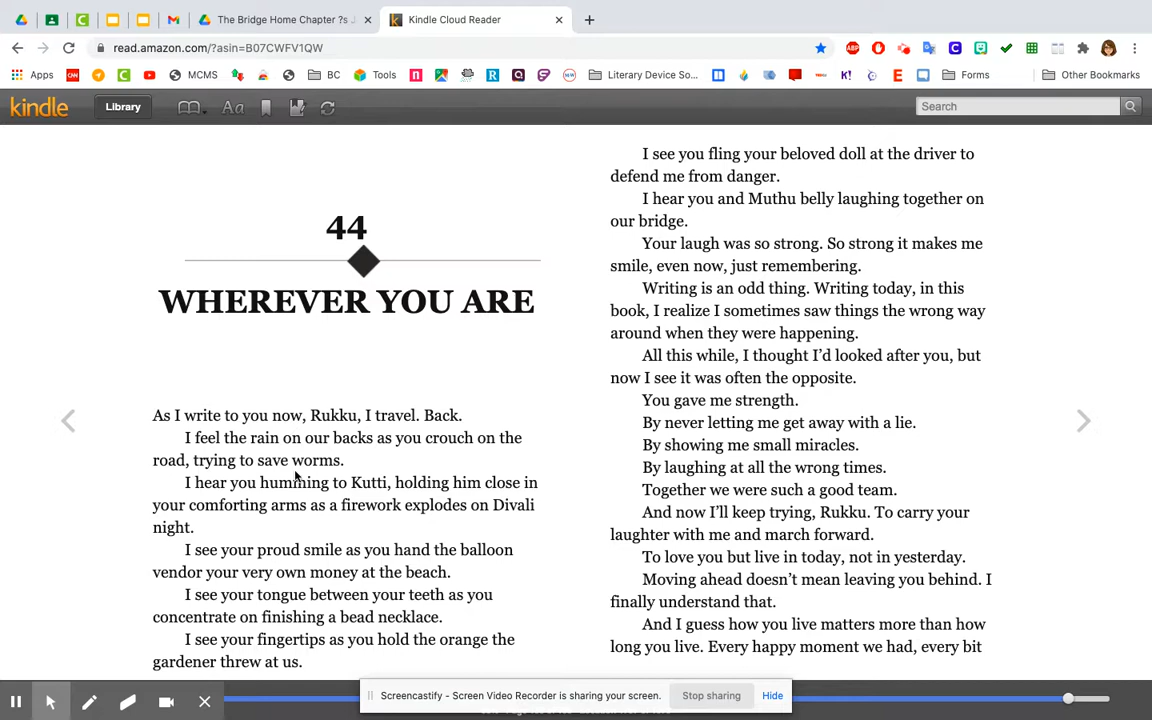 The Bridge Home Chapter ?s J
Kindle Cloud Reader
read.amazon.com/?asin=B07CWFV1QW
Apps
MCMS
BC
Tools
Literary Device So...
Forms
Other Bookmarks
kindle
Library
Aa
Search
44
WHEREVER YOU ARE
As I write to you now, Rukku, I travel. Back.
I feel the rain on our backs as you crouch on the
road, trying to save worms.
I hear you humming to Kutti, holding him close in
your comforting arms as a firework explodes on Divali
night.
I see your proud smile as you hand the balloon
vendor your very own money at the beach.
I see your tongue between your teeth as you
concentrate on finishing a bead necklace.
I see your fingertips as you hold the orange the
gardener threw at us.
I see you fling your beloved doll at the driver to
defend me from danger.
I hear you and Muthu belly laughing together on
our bridge.
Your laugh was so strong. So strong it makes me
smile, even now, just remembering.
Writing is an odd thing. Writing today, in this
book, I realize I sometimes saw things the wrong way
around when they were happening.
All this while, I thought I'd looked after you, but
now I see it was often the opposite.
You gave me strength.
By never letting me get away with a lie.
By showing me small miracles.
By laughing at all the wrong times.
Together we were such a good team.
And now I'll keep trying, Rukku. To carry your
laughter with me and march forward.
To love you but live in today, not in yesterday.
Moving ahead doesn't mean leaving you behind. I
finally understand that.
And I guess how you live matters more than how
long you live. Every happy moment we had, every bit
Screencastify - Screen Video Recorder is sharing your screen.
Stop sharing
Hide